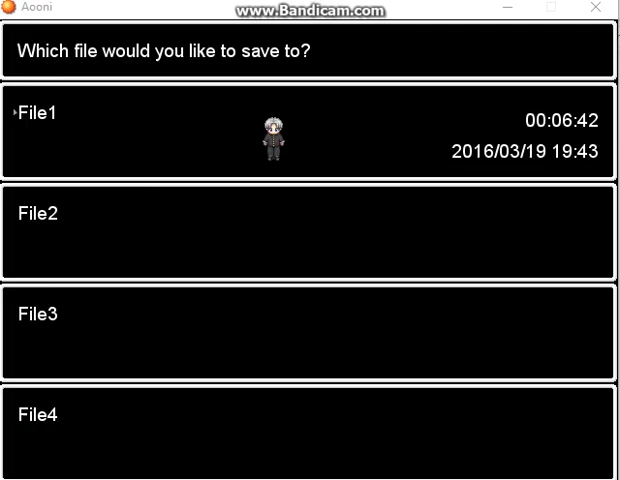 Aooni
www.Bandicam.com
Which file would you like to save to?
File1
00:06:42
2016/03/19 19:43
File2
File3
File4